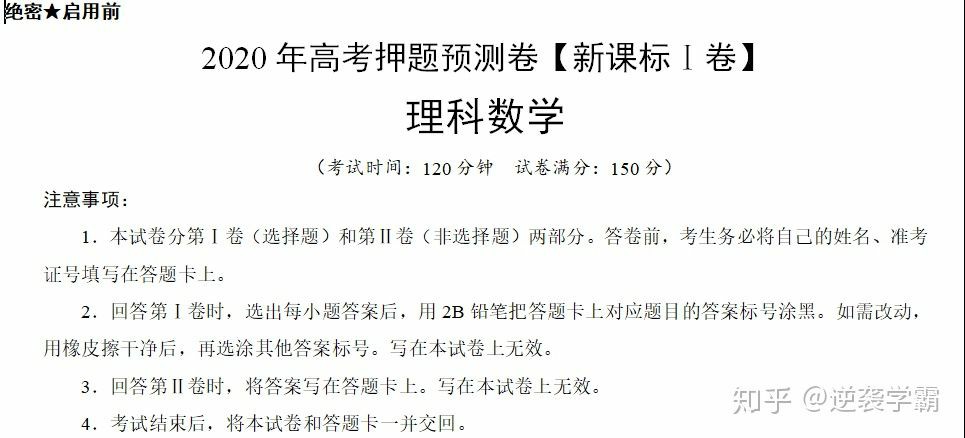 绝密★启用前
2020 年高考押题预测卷【新课标Ⅰ卷】
理科数学
（考试时间：120 分钟　试卷满分：150 分）
注意事项：
1．本试卷分第Ⅰ卷（选择题）和第Ⅱ卷（非选择题）两部分。答卷前，考生务必将自己的姓名、准考
证号填写在答题卡上。
2．回答第Ⅰ卷时，选出每小题答案后，用 2B 铅笔把答题卡上对应题目的答案标号涂黑。如需改动，
用橡皮擦干净后，再选涂其他答案标号。写在本试卷上无效。
3．回答第Ⅱ卷时，将答案写在答题卡上。写在本试卷上无效。
4．考试结束后，将本试卷和答题卡一并交回。
知乎 @逆袭学霸